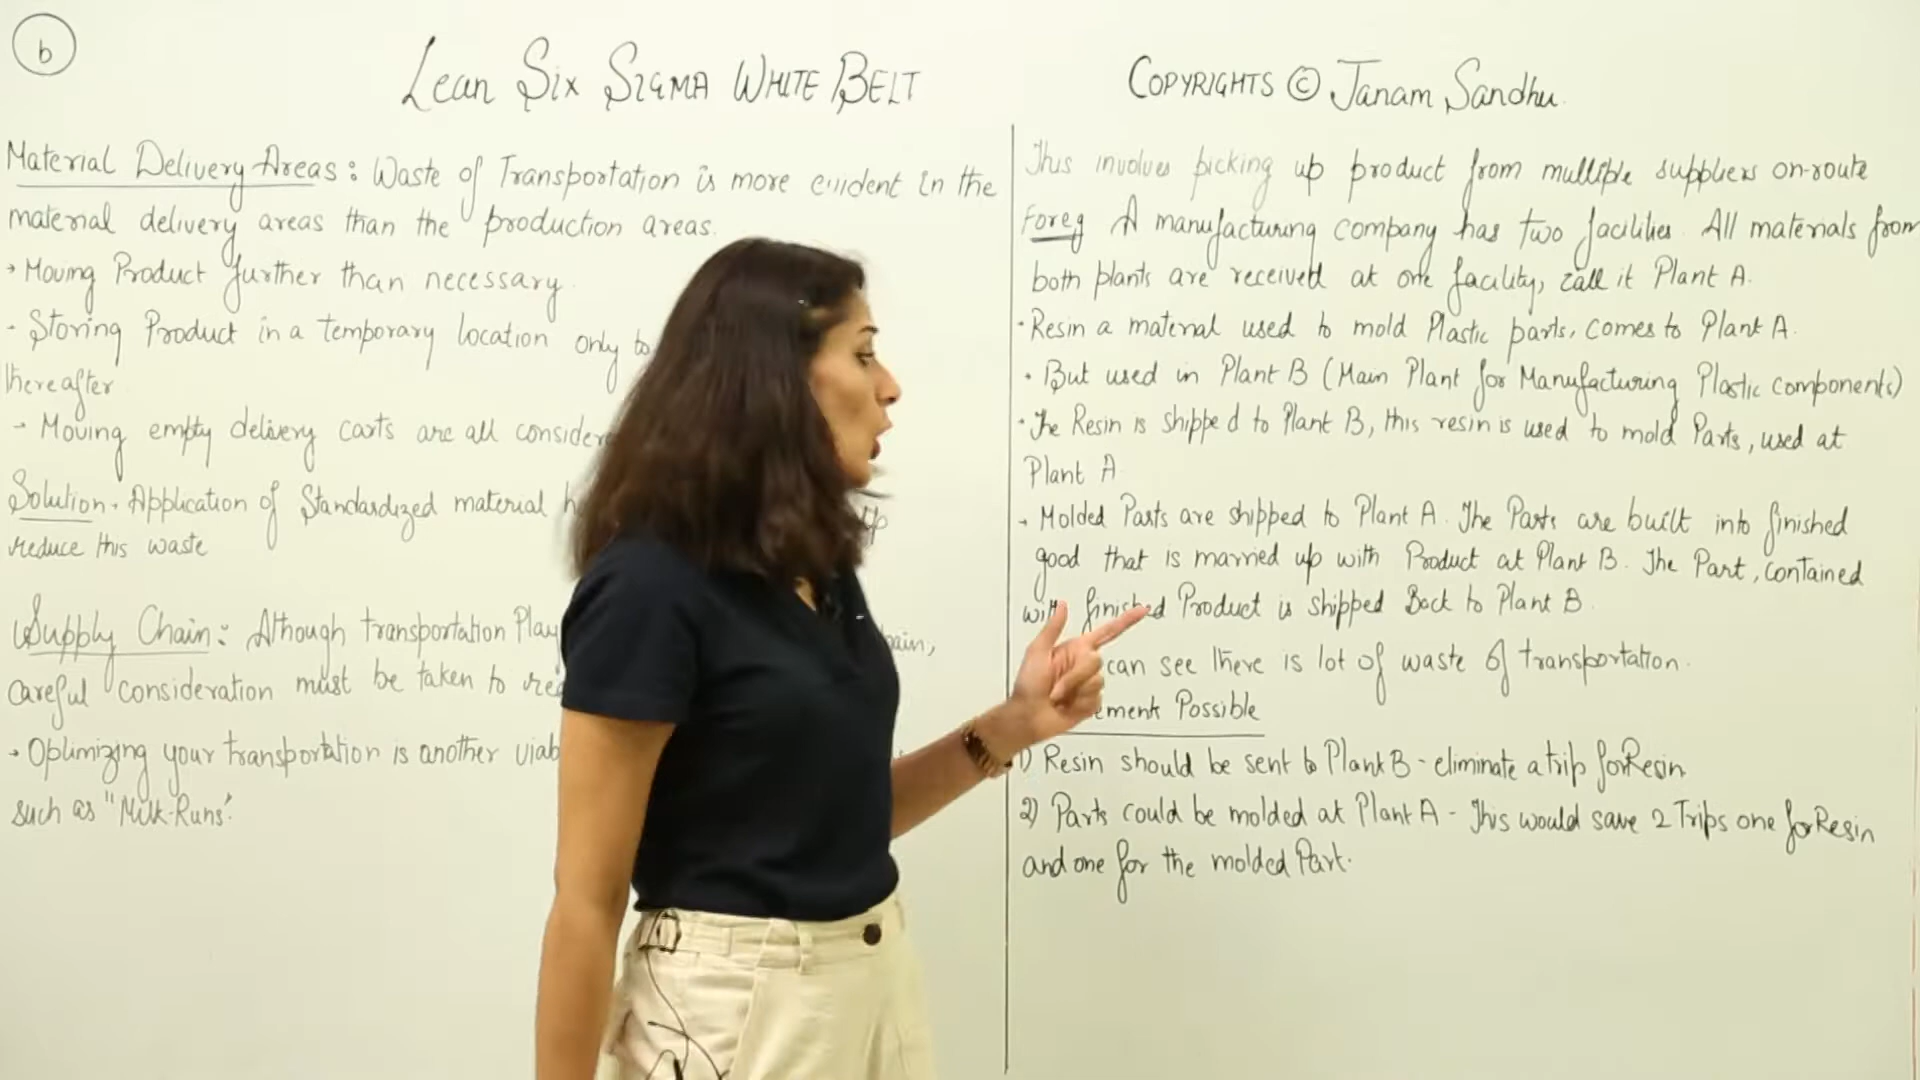 b
Lean Six Sigma White Belt
Copyrights © Janam Sandhu.
Material Delivery Areas: Waste of Transportation is more evident in the
material delivery areas than the production areas.
• Moving Product further than necessary.
• Storing Product in a temporary location only to
thereafter
• Moving empty delivery carts are all
Solution - Application of Standardized material
reduce this waste
Supply Chain: Although transportation
careful consideration must be taken to
• Optimizing your transportation is another
such as "Milk-Runs".
This involves picking up product from multiple suppliers on-route
For eg A manufacturing company has two facilities. All materials from
both plants are received at one facility, call it Plant A.
• Resin a material used to mold Plastic parts, comes to Plant A.
• But used in Plant B (Main Plant for Manufacturing Plastic components)
• The Resin is shipped to Plant B, this resin is used to mold Parts, used at
Plant A
• Molded Parts are shipped to Plant A. The Parts are built into finished
good that is married up with Product at Plant B. The Part, contained
with finished Product is shipped Back to Plant B.
can see there is lot of waste of transportation.
Possible
1) Resin should be sent to Plant B - eliminate a trip for Resin
2) Parts could be molded at Plant A - This would save 2 Trips one for Resin
and one for the molded Part.